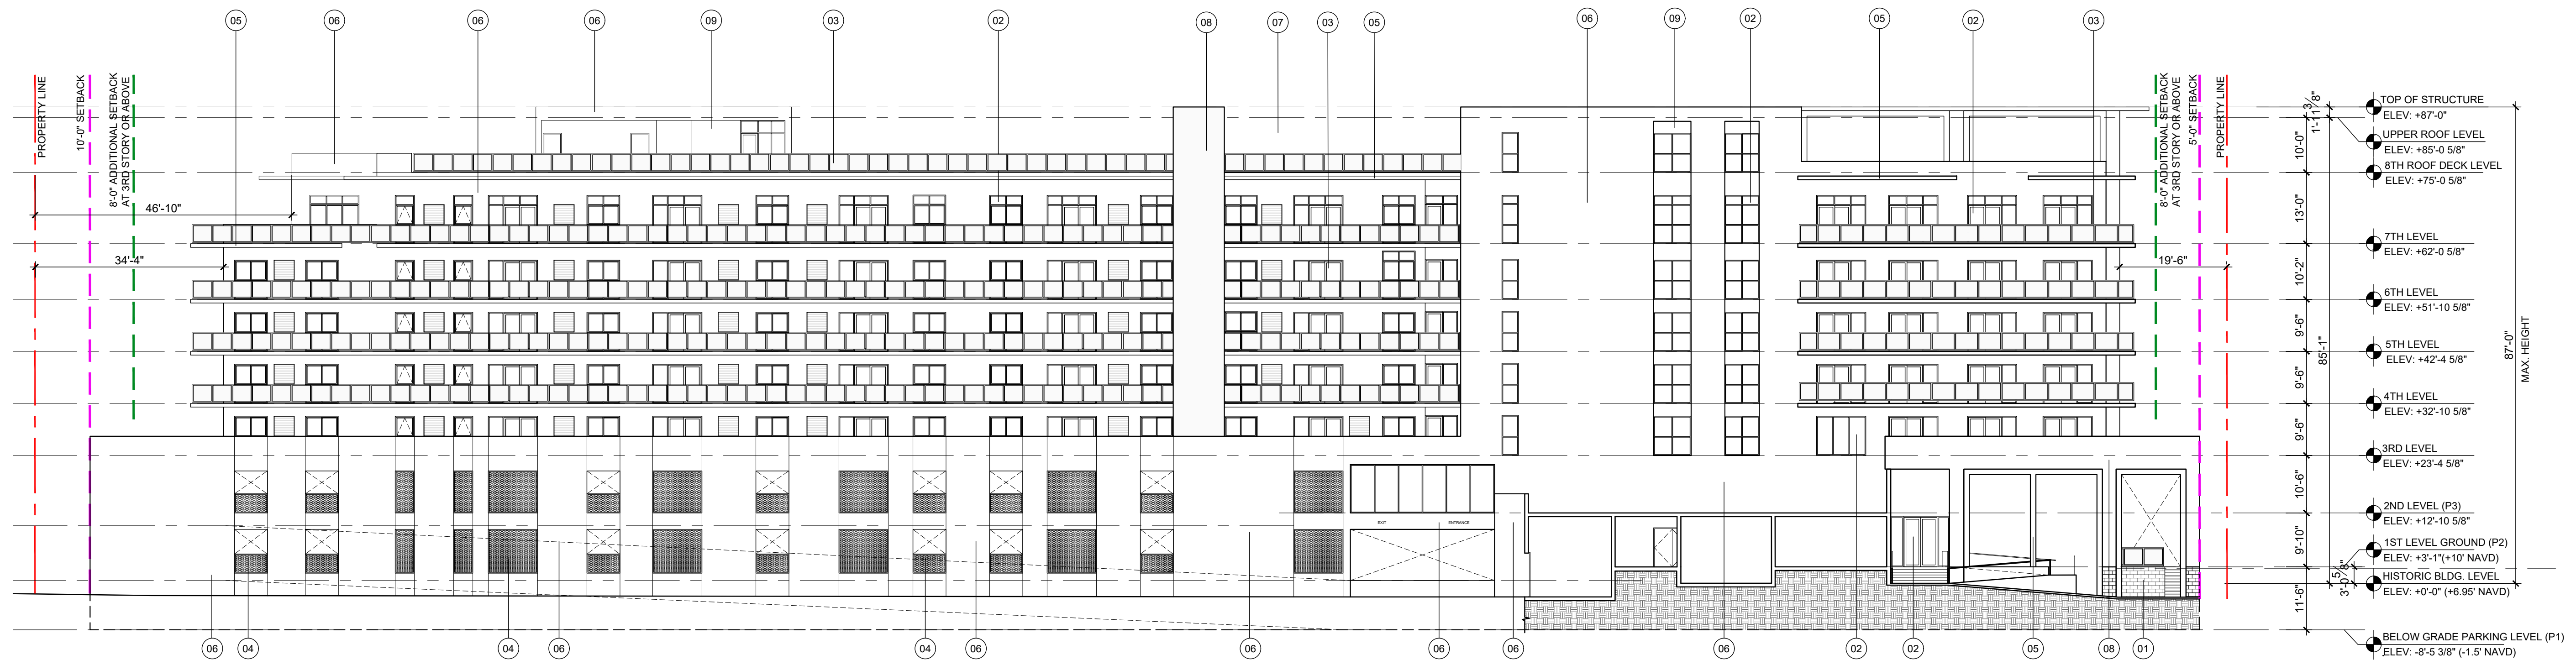 05
06
06
06
09
03
02
08
07
03
05
06
09
02
05
02
03
PROPERTY LINE
10'-0" SETBACK
8'-0" ADDITIONAL SETBACK
AT 3RD STORY OR ABOVE
46'-10"
34'-4"
EXIT
ENTRANCE
8'-0" ADDITIONAL SETBACK
AT 3RD STORY OR ABOVE
5'-0" SETBACK
PROPERTY LINE
19'-6"
1'-11 3/8"
10'-0"
13'-0"
10'-2"
9'-6"
9'-6"
9'-6"
10'-6"
9'-10"
3'-0 5/8"
11'-6"
85'-1"
87'-0"
MAX. HEIGHT
TOP OF STRUCTURE
ELEV: +87'-0"
UPPER ROOF LEVEL
ELEV: +85'-0 5/8"
8TH ROOF DECK LEVEL
ELEV: +75'-0 5/8"
7TH LEVEL
ELEV: +62'-0 5/8"
6TH LEVEL
ELEV: +51'-10 5/8"
5TH LEVEL
ELEV: +42'-4 5/8"
4TH LEVEL
ELEV: +32'-10 5/8"
3RD LEVEL
ELEV: +23'-4 5/8"
2ND LEVEL (P3)
ELEV: +12'-10 5/8"
1ST LEVEL GROUND (P2)
ELEV: +3'-1"(+10' NAVD)
HISTORIC BLDG. LEVEL
ELEV: +0'-0" (+6.95' NAVD)
BELOW GRADE PARKING LEVEL (P1)
ELEV: -8'-5 3/8" (-1.5' NAVD)
06
04
04
06
04
06
06
06
06
06
02
02
05
08
01